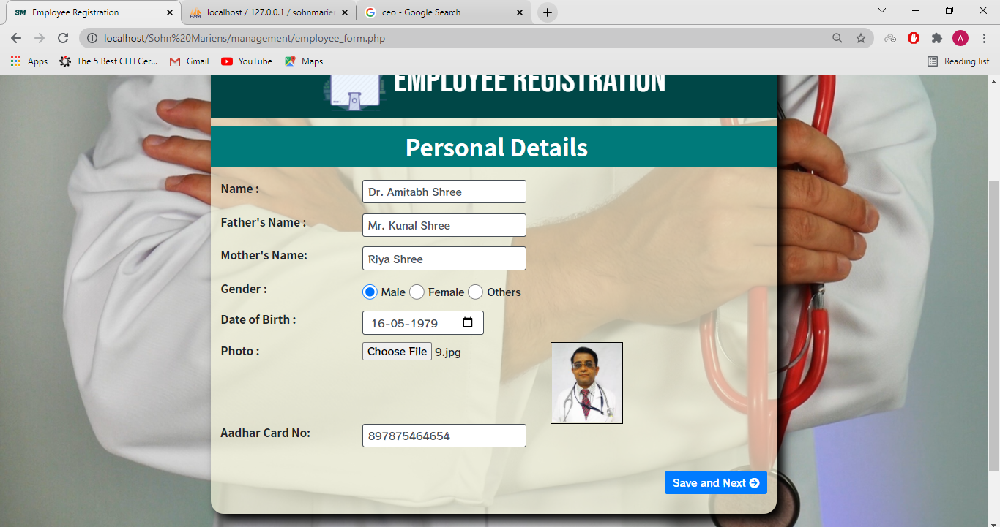 SM Employee Registration
PMA localhost / 127.0.0.1 / sohnmarie
ceo - Google Search
localhost/Sohn%20Mariens/management/employee_form.php
A
Apps
The 5 Best CEH Cer...
Gmail
YouTube
Maps
Reading list
EMPLOYEE REGISTRATION
Personal Details
Name : Dr. Amitabh Shree
Father's Name : Mr. Kunal Shree
Mother's Name: Riya Shree
Gender : Male Female Others
Date of Birth : 16-05-1979
Photo : Choose File 9.jpg
Aadhar Card No: 897875464654
Save and Next